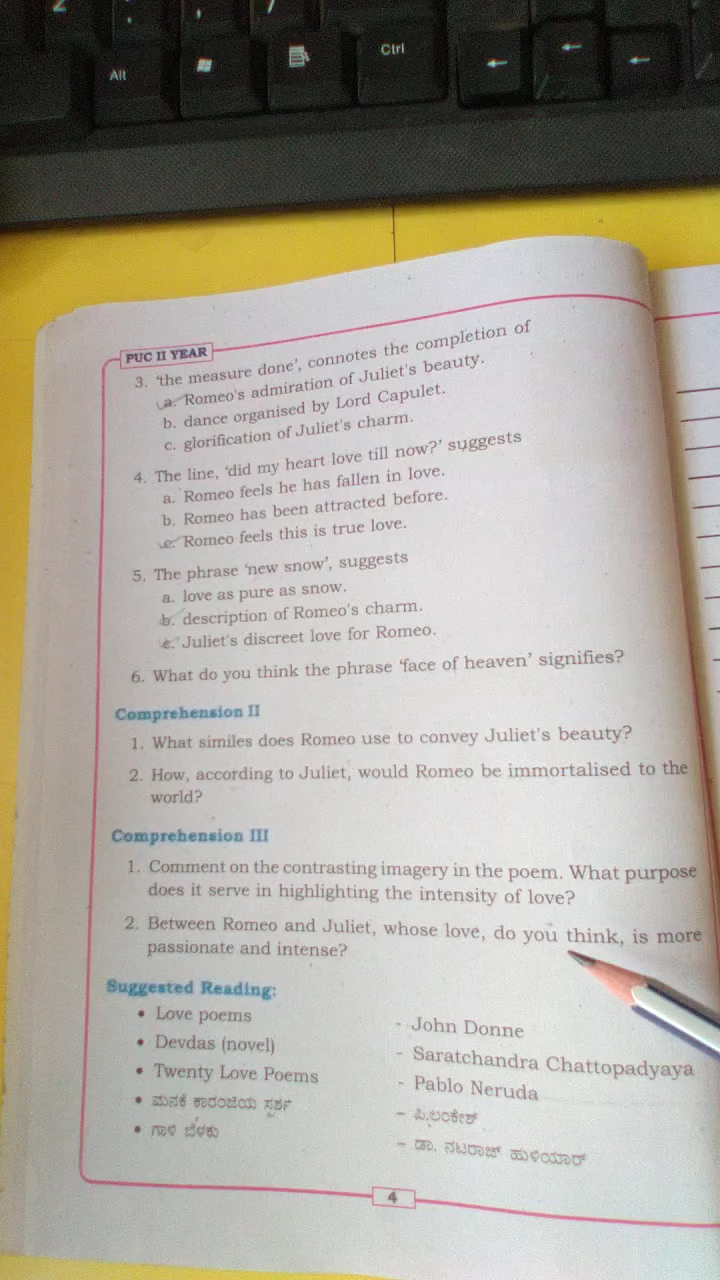 Alt
Ctrl
PUC II YEAR
3. 'the measure done', connotes the completion of
a. Romeo's admiration of Juliet's beauty.
b. dance organised by Lord Capulet.
c. glorification of Juliet's charm.
4. The line, 'did my heart love till now?' suggests
a. Romeo feels he has fallen in love.
b. Romeo has been attracted before.
c. Romeo feels this is true love.
5. The phrase 'new snow', suggests
a. love as pure as snow.
b. description of Romeo's charm.
c. Juliet's discreet love for Romeo.
6. What do you think the phrase 'face of heaven' signifies?
Comprehension II
1. What similes does Romeo use to convey Juliet's beauty?
2. How, according to Juliet, would Romeo be immortalised to the
world?
Comprehension III
1. Comment on the contrasting imagery in the poem. What purpose
does it serve in highlighting the intensity of love?
2. Between Romeo and Juliet, whose love, do you think, is more
passionate and intense?
Suggested Reading:
• Love poems - John Donne
• Devdas (novel) - Saratchandra Chattopadyaya
• Twenty Love Poems - Pablo Neruda
• ಮನಕೆ ಕಾರಂಜಿಯ ಸ್ಪರ್ಶ - ಪಿ.ಲಂಕೇಶ್
• ಗಾಳಿ ಬೆಳಕು - ಡಾ. ನಟರಾಜ್ ಹುಳಿಯಾರ್
4